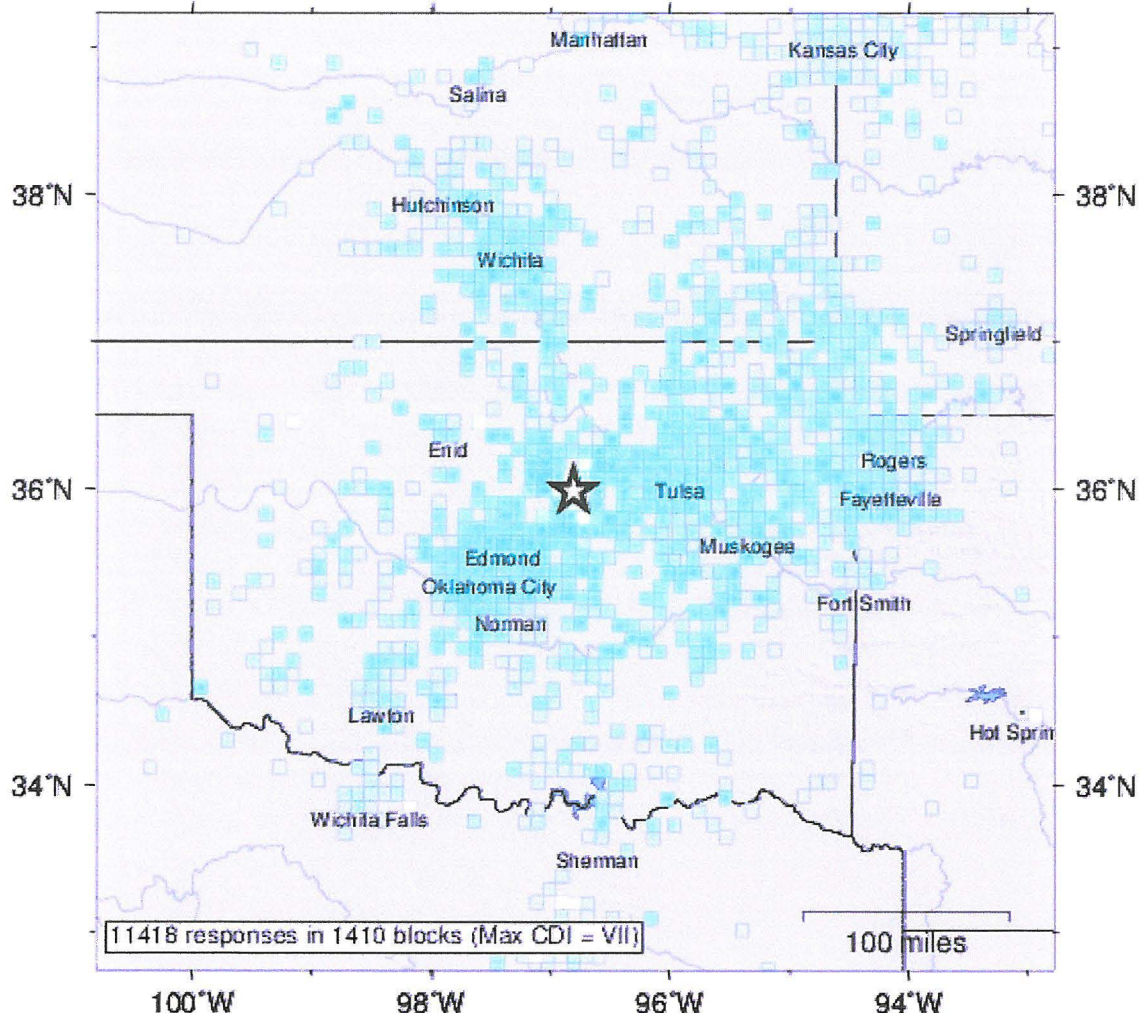 Manhattan
Kansas City
Salina
38°N
38°N
Hutchinson
Wichita
Springfield
Enid
Rogers
36°N
Tulsa
36°N
Fayetteville
Muskogee
Edmond
Oklahoma City
Fort Smith
Norman
Lawton
Hot Sprin
34°N
34°N
Wichita Falls
Sherman
11418 responses in 1410 blocks (Max CDI = VII)
100 miles
100°W
98°W
96°W
94°W